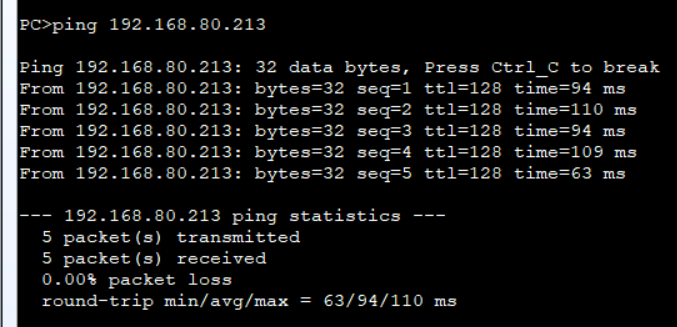 PC>ping 192.168.80.213
Ping 192.168.80.213: 32 data bytes, Press Ctrl_C to break
From 192.168.80.213: bytes=32 seq=1 ttl=128 time=94 ms
From 192.168.80.213: bytes=32 seq=2 ttl=128 time=110 ms
From 192.168.80.213: bytes=32 seq=3 ttl=128 time=94 ms
From 192.168.80.213: bytes=32 seq=4 ttl=128 time=109 ms
From 192.168.80.213: bytes=32 seq=5 ttl=128 time=63 ms
--- 192.168.80.213 ping statistics ---
5 packet(s) transmitted
5 packet(s) received
0.00% packet loss
round-trip min/avg/max = 63/94/110 ms